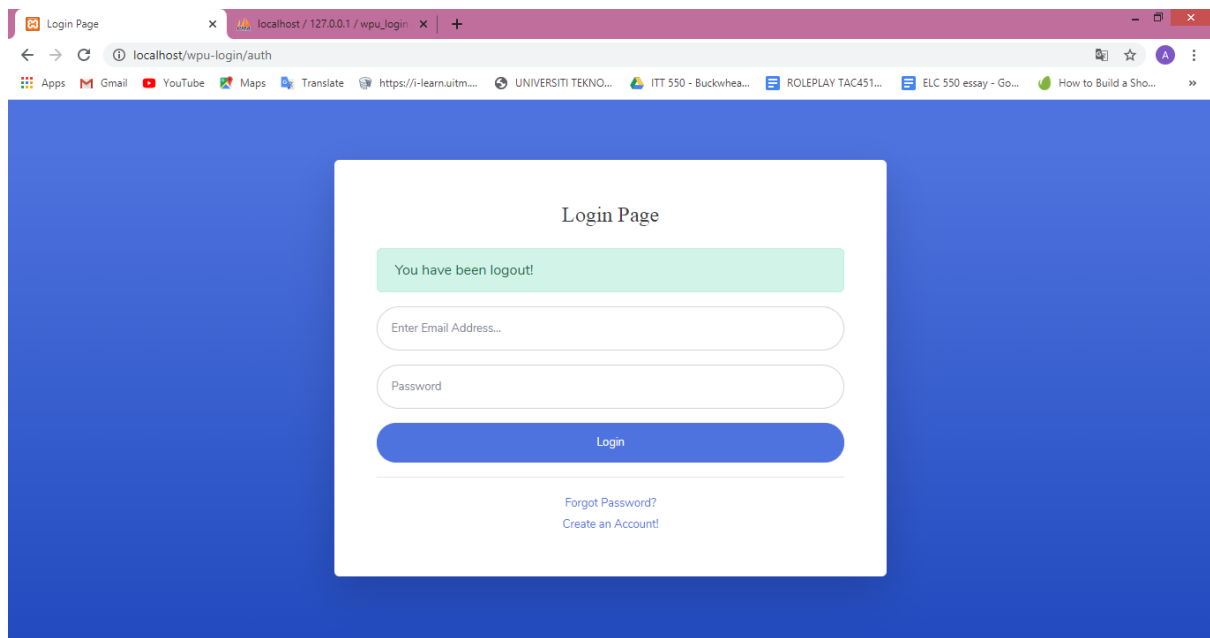 Login Page
localhost / 127.0.0.1 / wpu_login
localhost/wpu-login/auth
A
Apps
Gmail
YouTube
Maps
Translate
https://i-learn.uitm....
UNIVERSITI TEKNO...
ITT 550 - Buckwhea...
ROLEPLAY TAC451...
ELC 550 essay - Go...
How to Build a Sho...
Login Page
You have been logout!
Enter Email Address...
Password
Login
Forgot Password?
Create an Account!